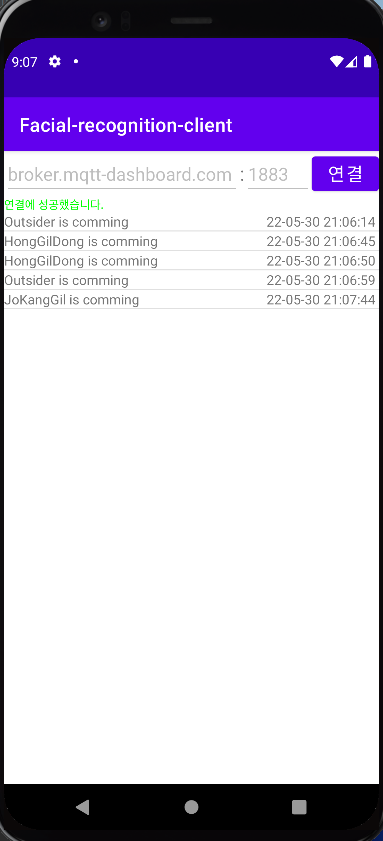 9:07
Facial-recognition-client
broker.mqtt-dashboard.com : 1883 연결
연결에 성공했습니다.
Outsider is comming 22-05-30 21:06:14
HongGilDong is comming 22-05-30 21:06:45
HongGilDong is comming 22-05-30 21:06:50
Outsider is comming 22-05-30 21:06:59
JoKangGil is comming 22-05-30 21:07:44